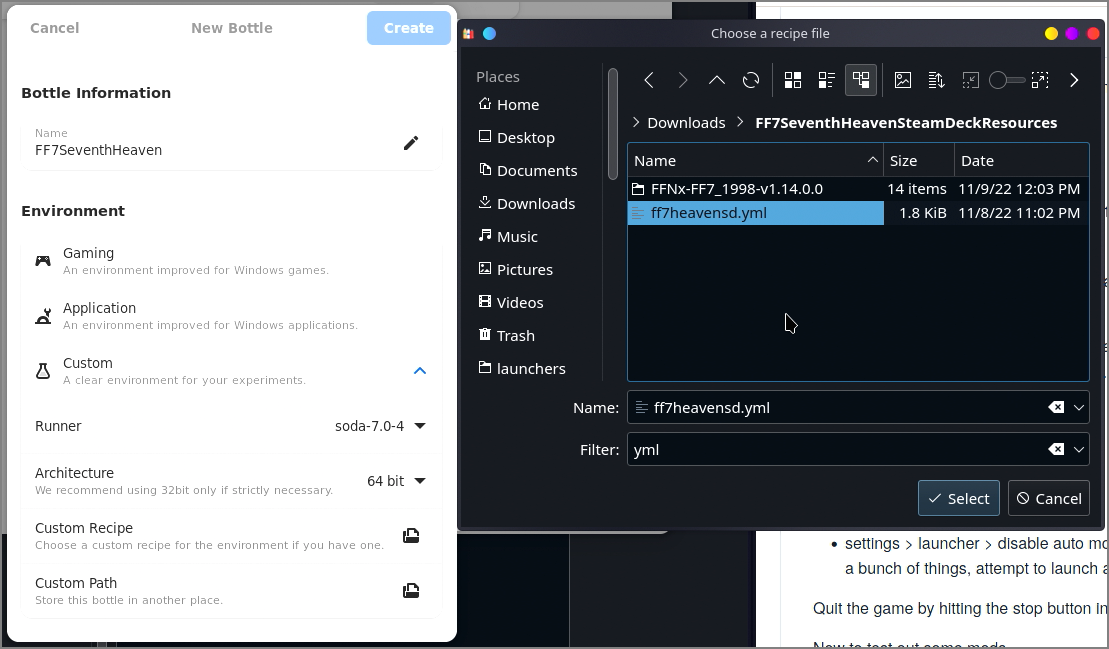 Cancel
New Bottle
Create
Bottle Information
Name
FF7SeventhHeaven
Environment
Gaming
An environment improved for Windows games.
Application
An environment improved for Windows applications.
Custom
A clear environment for your experiments.
Runner
soda-7.0-4
Architecture
We recommend using 32bit only if strictly necessary.
64 bit
Custom Recipe
Choose a custom recipe for the environment if you have one.
Custom Path
Store this bottle in another place.
Choose a recipe file
Places
Home
Desktop
Documents
Downloads
Music
Pictures
Videos
Trash
launchers
Downloads > FF7SeventhHeavenSteamDeckResources
Name Size Date
FFNx-FF7_1998-v1.14.0.0 14 items 11/9/22 12:03 PM
ff7heavensd.yml 1.8 KiB 11/8/22 11:02 PM
Name: ff7heavensd.yml
Filter: yml
Select
Cancel
• settings > launcher > disable auto mo
a bunch of things, attempt to launch a
Quit the game by hitting the stop button in
Now to test out some mods